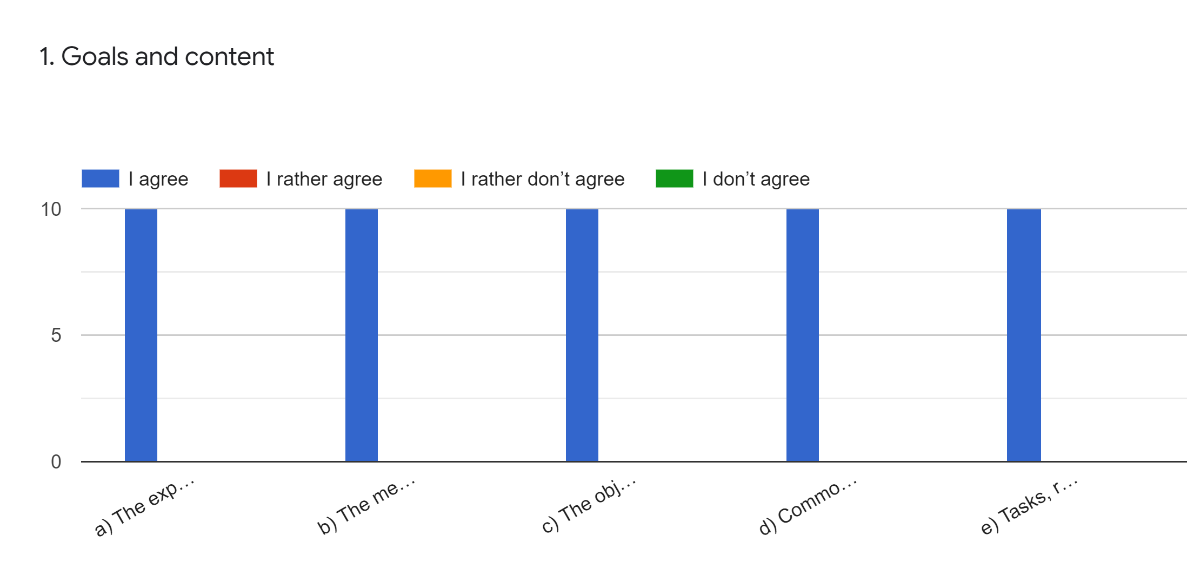 1. Goals and content
I agree
I rather agree
I rather don’t agree
I don’t agree
10
5
0
a) The exp…
b) The me…
c) The obj…
d) Commo…
e) Tasks, r…